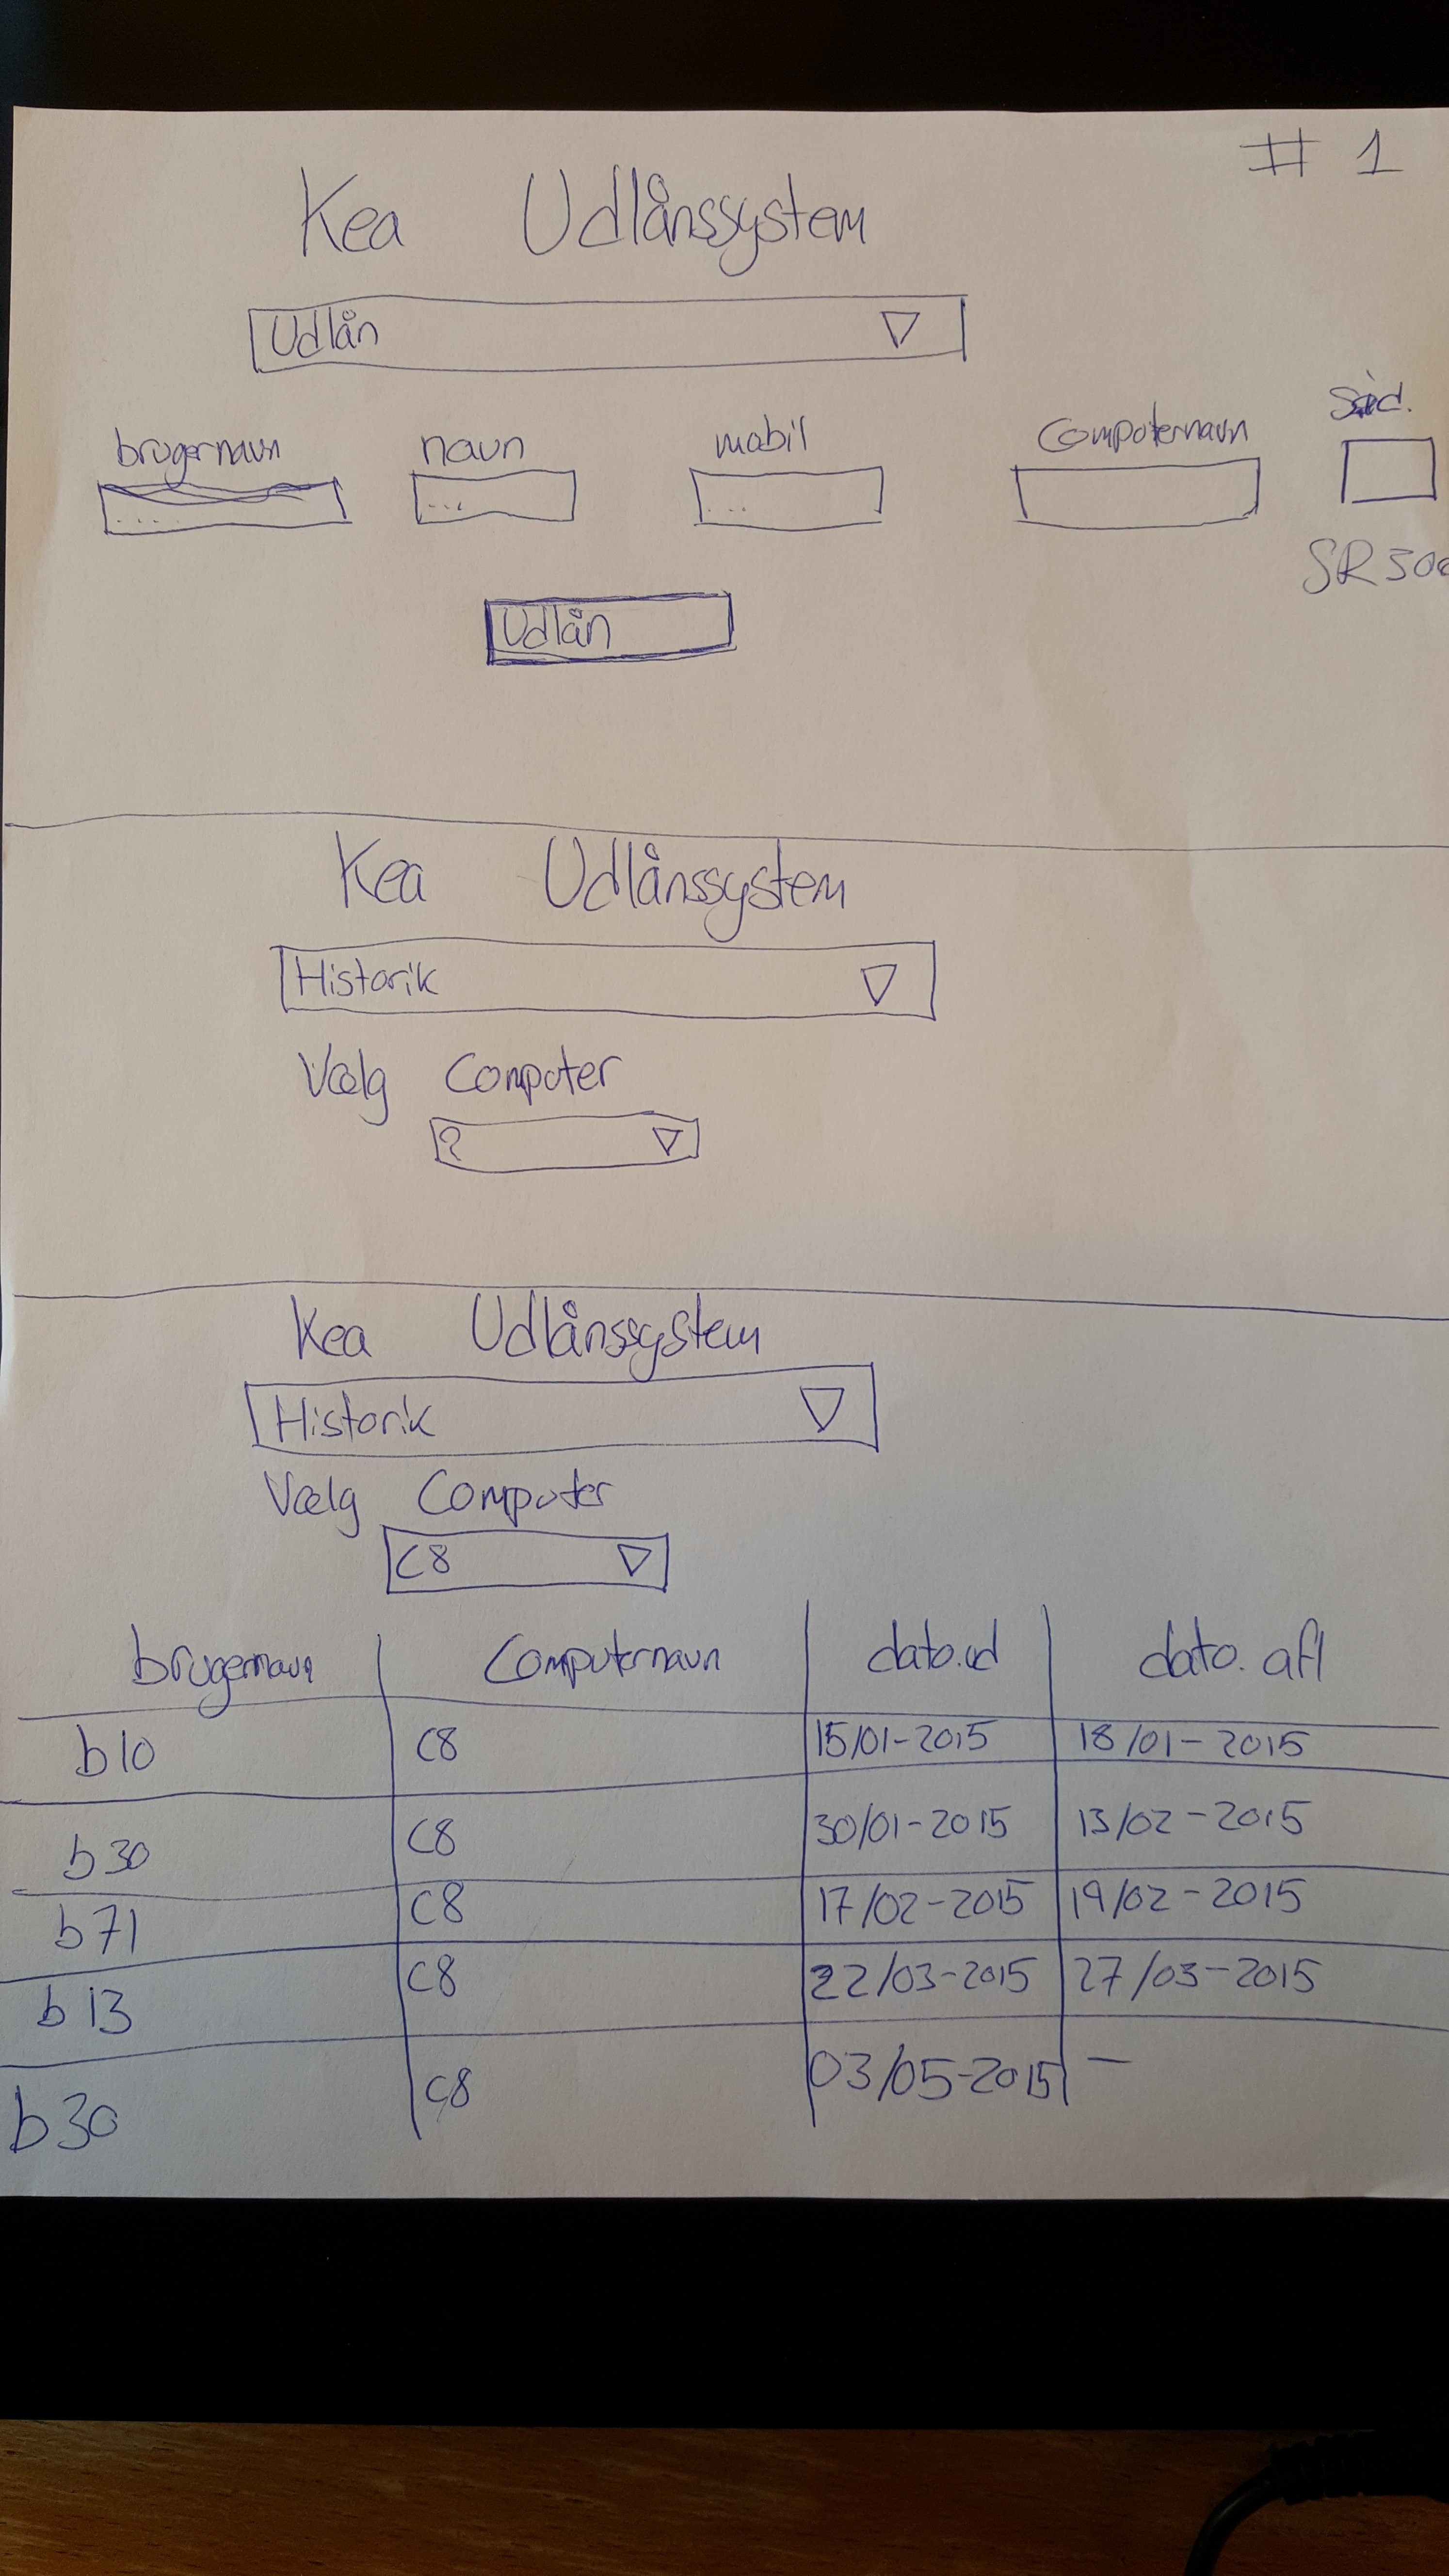 # 1
Kea Udlånssystem
Udlån
brugernavn navn mobil Computernavn
... ... ...
Udlån
Kea Udlånssystem
Historik
Vælg Computer
?
Kea Udlånssystem
Historik
Vælg Computer
C8
brugernavn Computernavn dato.ud dato.afl
b10 C8 15/01-2015 18/01-2015
b30 C8 30/01-2015 13/02-2015
b71 C8 17/02-2015 19/02-2015
b13 C8 22/03-2015 27/03-2015
b30 C8 03/05-2015 -